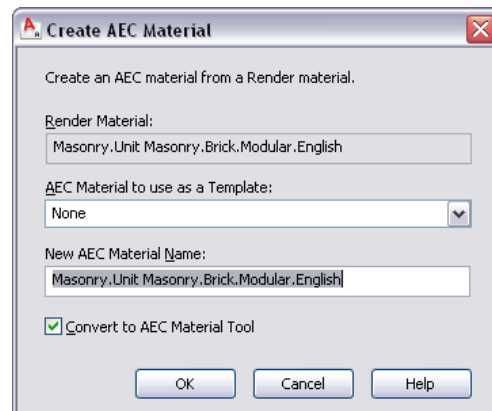 Create AEC Material
Create an AEC material from a Render material.
Render Material:
Masonry.Unit Masonry.Brick.Modular.English
AEC Material to use as a Template:
None
New AEC Material Name:
Masonry.Unit Masonry.Brick.Modular.English
Convert to AEC Material Tool
OK Cancel Help